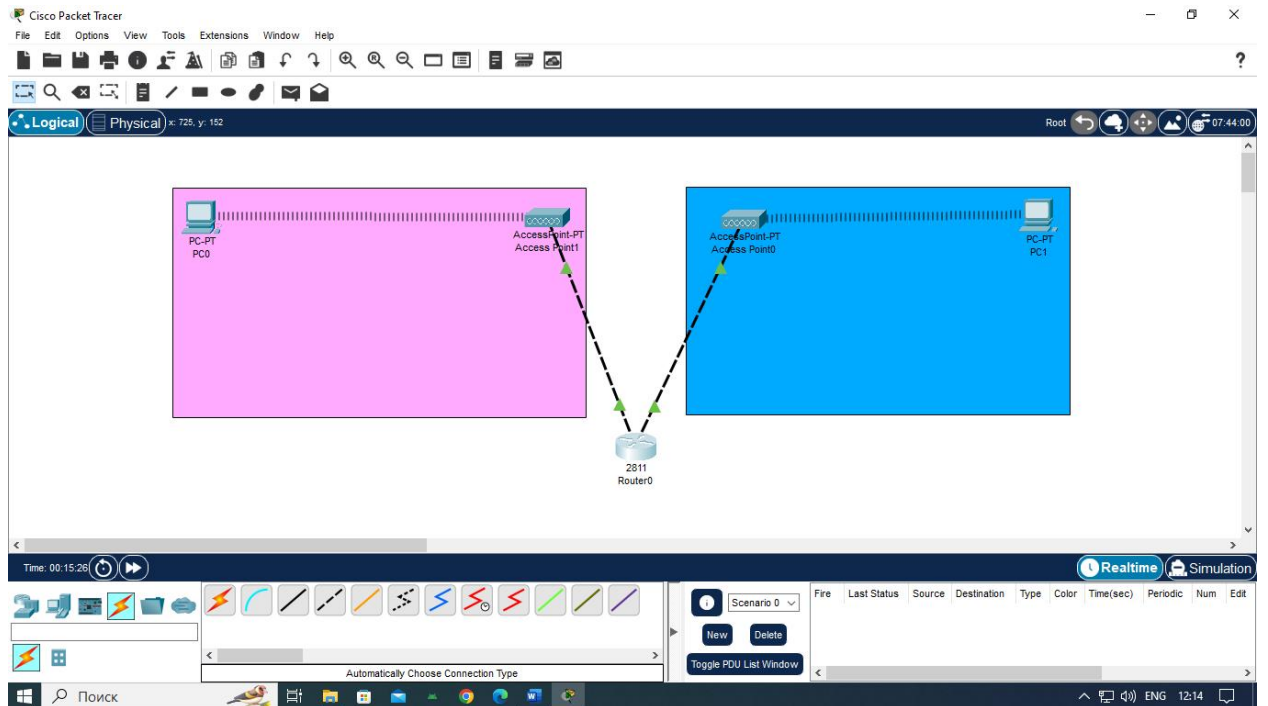 Cisco Packet Tracer
File Edit Options View Tools Extensions Window Help
?
Logical Physical x: 725, y: 152 Root 07:44:00
PC-PT
PC0
AccessPoint-PT
Access Point1
AccessPoint-PT
Access Point0
PC-PT
PC1
2811
Router0
Time: 00:15:26 Realtime Simulation
Scenario 0
New Delete
Toggle PDU List Window
Fire Last Status Source Destination Type Color Time(sec) Periodic Num Edit
Automatically Choose Connection Type
Поиск ENG 12:14